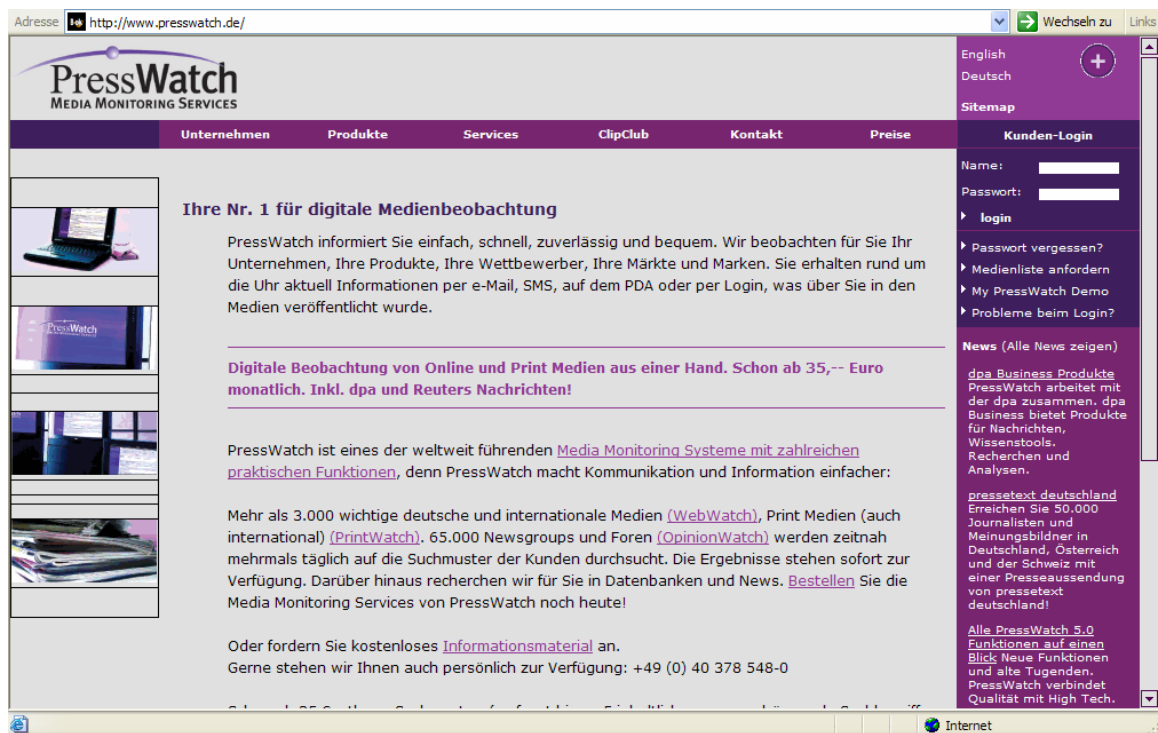 Adresse http://www.presswatch.de/ Wechseln zu Links
PressWatch
MEDIA MONITORING SERVICES
English
Deutsch
Sitemap
Unternehmen Produkte Services ClipClub Kontakt Preise
Kunden-Login
Name:
Passwort:
login
Passwort vergessen?
Medienliste anfordern
My PressWatch Demo
Probleme beim Login?
PressWatch
Ihre Nr. 1 für digitale Medienbeobachtung
PressWatch informiert Sie einfach, schnell, zuverlässig und bequem. Wir beobachten für Sie Ihr
Unternehmen, Ihre Produkte, Ihre Wettbewerber, Ihre Märkte und Marken. Sie erhalten rund um
die Uhr aktuell Informationen per e-Mail, SMS, auf dem PDA oder per Login, was über Sie in den
Medien veröffentlicht wurde.
Digitale Beobachtung von Online und Print Medien aus einer Hand. Schon ab 35,-- Euro
monatlich. Inkl. dpa und Reuters Nachrichten!
PressWatch ist eines der weltweit führenden Media Monitoring Systeme mit zahlreichen
praktischen Funktionen, denn PressWatch macht Kommunikation und Information einfacher:
Mehr als 3.000 wichtige deutsche und internationale Medien (WebWatch), Print Medien (auch
international) (PrintWatch). 65.000 Newsgroups und Foren (OpinionWatch) werden zeitnah
mehrmals täglich auf die Suchmuster der Kunden durchsucht. Die Ergebnisse stehen sofort zur
Verfügung. Darüber hinaus recherchen wir für Sie in Datenbanken und News. Bestellen Sie die
Media Monitoring Services von PressWatch noch heute!
Oder fordern Sie kostenloses Informationsmaterial an.
Gerne stehen wir Ihnen auch persönlich zur Verfügung: +49 (0) 40 378 548-0
News (Alle News zeigen)
dpa Business Produkte
PressWatch arbeitet mit
der dpa zusammen. dpa
Business bietet Produkte
für Nachrichten,
Wissenstools.
Recherchen und
Analysen.
pressetext deutschland
Erreichen Sie 50.000
Journalisten und
Meinungsbildner in
Deutschland, Österreich
und der Schweiz mit
einer Presseaussendung
von pressetext
deutschland!
Alle PressWatch 5.0
Funktionen auf einen
Blick Neue Funktionen
und alte Tugenden.
PressWatch verbindet
Qualität mit High Tech.
Internet